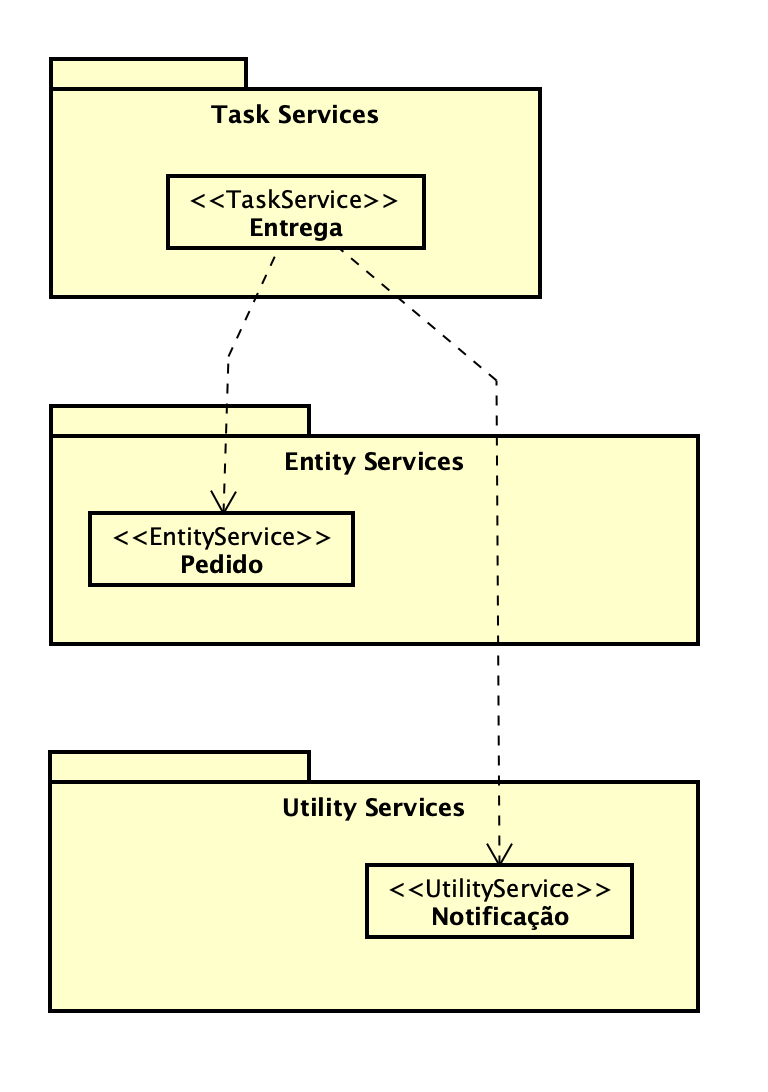 Task Services
<<TaskService>>
Entrega
Entity Services
<<EntityService>>
Pedido
Utility Services
<<UtilityService>>
Notificação